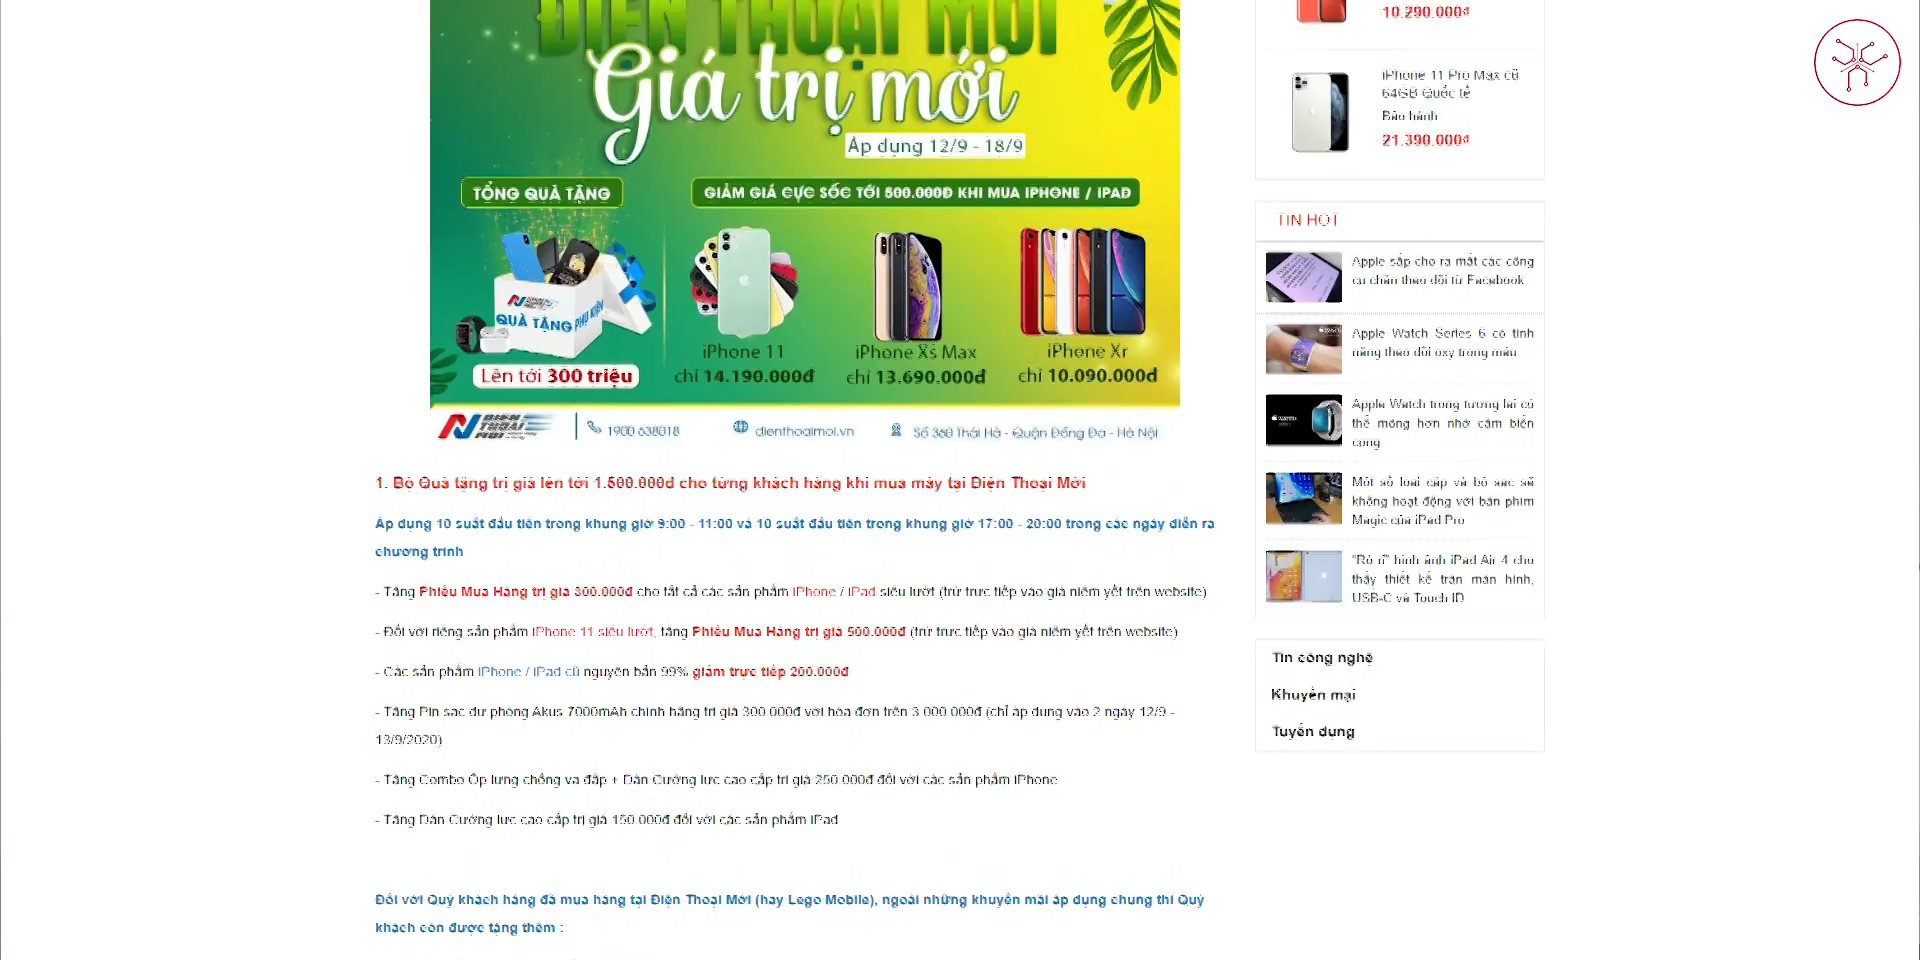 ĐIỆN THOẠI MỚI
Giá trị mới
Áp dụng 12/9 - 18/9
TỔNG QUÀ TẶNG
GIẢM GIÁ CỰC SỐC TỚI 500.000Đ KHI MUA IPHONE / IPAD
QUÀ TẶNG PHỤ KIỆN
iPhone 11
iPhone Xs Max
iPhone Xr
Lên tới 300 triệu
chỉ 14.190.000đ
chỉ 13.690.000đ
chỉ 10.090.000đ
ĐIỆN THOẠI MỚI
1900 638018
dienthoaimoi.vn
Số 368 Thái Hà - Quận Đống Đa - Hà Nội
1. Bộ Quà tặng trị giá lên tới 1.500.000đ cho từng khách hàng khi mua máy tại Điện Thoại Mới
Áp dụng 10 suất đầu tiên trong khung giờ 9:00 - 11:00 và 10 suất đầu tiên trong khung giờ 17:00 - 20:00 trong các ngày diễn ra
chương trình
- Tặng Phiếu Mua Hàng trị giá 300.000đ cho tất cả các sản phẩm iPhone / iPad siêu lướt (trừ trực tiếp vào giá niêm yết trên website)
- Đối với riêng sản phẩm iPhone 11 siêu lướt, tặng Phiếu Mua Hàng trị giá 500.000đ (trừ trực tiếp vào giá niêm yết trên website)
- Các sản phẩm iPhone / iPad cũ nguyên bản 99% giảm trực tiếp 200.000đ
- Tặng Pin sạc dự phòng Akus 7000mAh chính hãng trị giá 300.000đ với hóa đơn trên 3.000.000đ (chỉ áp dụng vào 2 ngày 12/9 -
13/9/2020)
- Tặng Combo Ốp lưng chống va đập + Dán Cường lực cao cấp trị giá 250.000đ đối với các sản phẩm iPhone
- Tặng Dán Cường lực cao cấp trị giá 150.000đ đối với các sản phẩm iPad
Đối với Quý khách hàng đã mua hàng tại Điện Thoại Mới (hay Lego Mobile), ngoài những khuyến mãi áp dụng chung thì Quý
khách còn được tặng thêm :
10.290.000đ
iPhone 11 Pro Max cũ
64GB Quốc tế
Bảo hành
21.390.000đ
TIN HOT
Apple sắp cho ra mắt các công
cụ chặn theo dõi từ Facebook
Apple Watch Series 6 có tính
năng theo dõi oxy trong máu
Apple Watch trong tương lai có
thể mỏng hơn nhờ cảm biến
cong
Một số loại cáp và bộ sạc sẽ
không hoạt động với bàn phím
Magic của iPad Pro
"Rò rỉ" hình ảnh iPad Air 4 cho
thấy thiết kế tràn màn hình,
USB-C và Touch ID
Tin công nghệ
Khuyến mại
Tuyển dụng